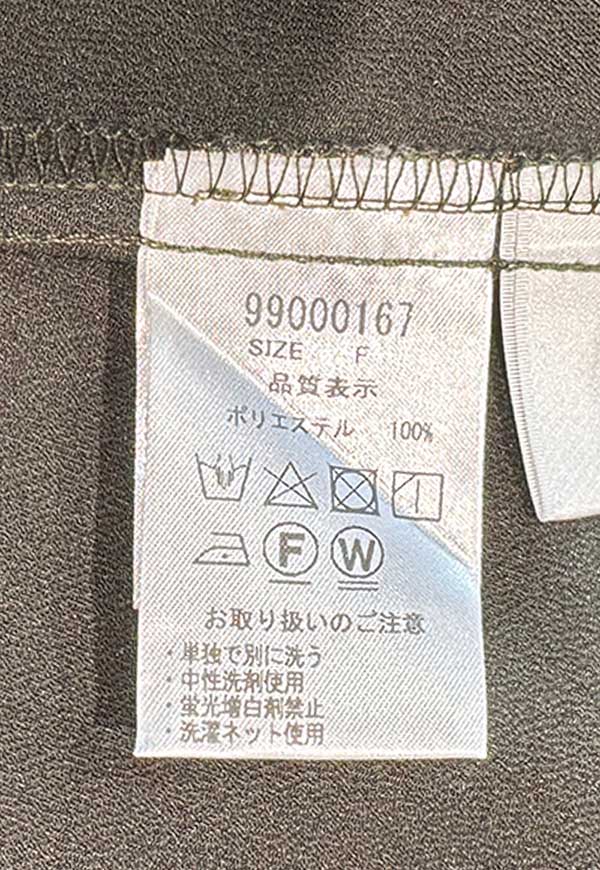 99000167
SIZE F
品質表示
ポリエステル 100%
F W
お取り扱いのご注意
・単独で別に洗う
・中性洗剤使用
・蛍光増白剤禁止
・洗濯ネット使用